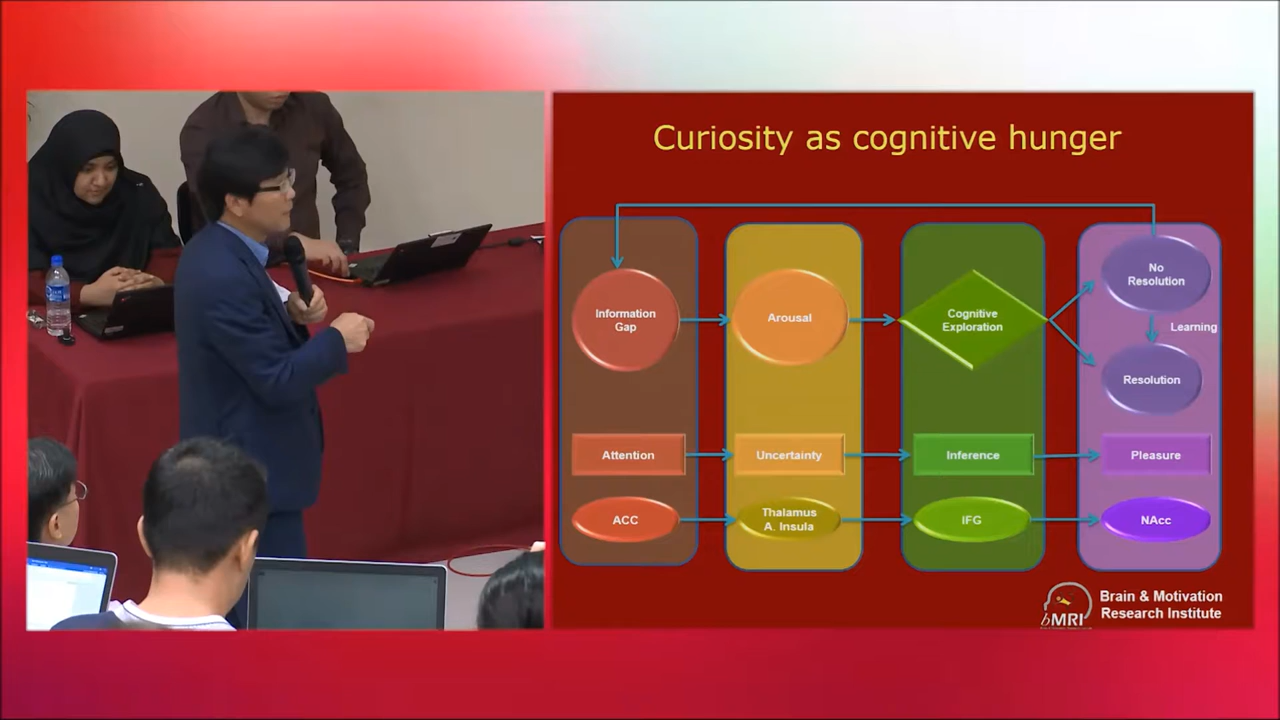 Curiosity as cognitive hunger
Information
Gap
Arousal
Cognitive
Exploration
No
Resolution
Learning
Resolution
Attention
Uncertainty
Inference
Pleasure
ACC
Thalamus
A. Insula
IFG
NAcc
bMRI
Brain & Motivation
Research Institute